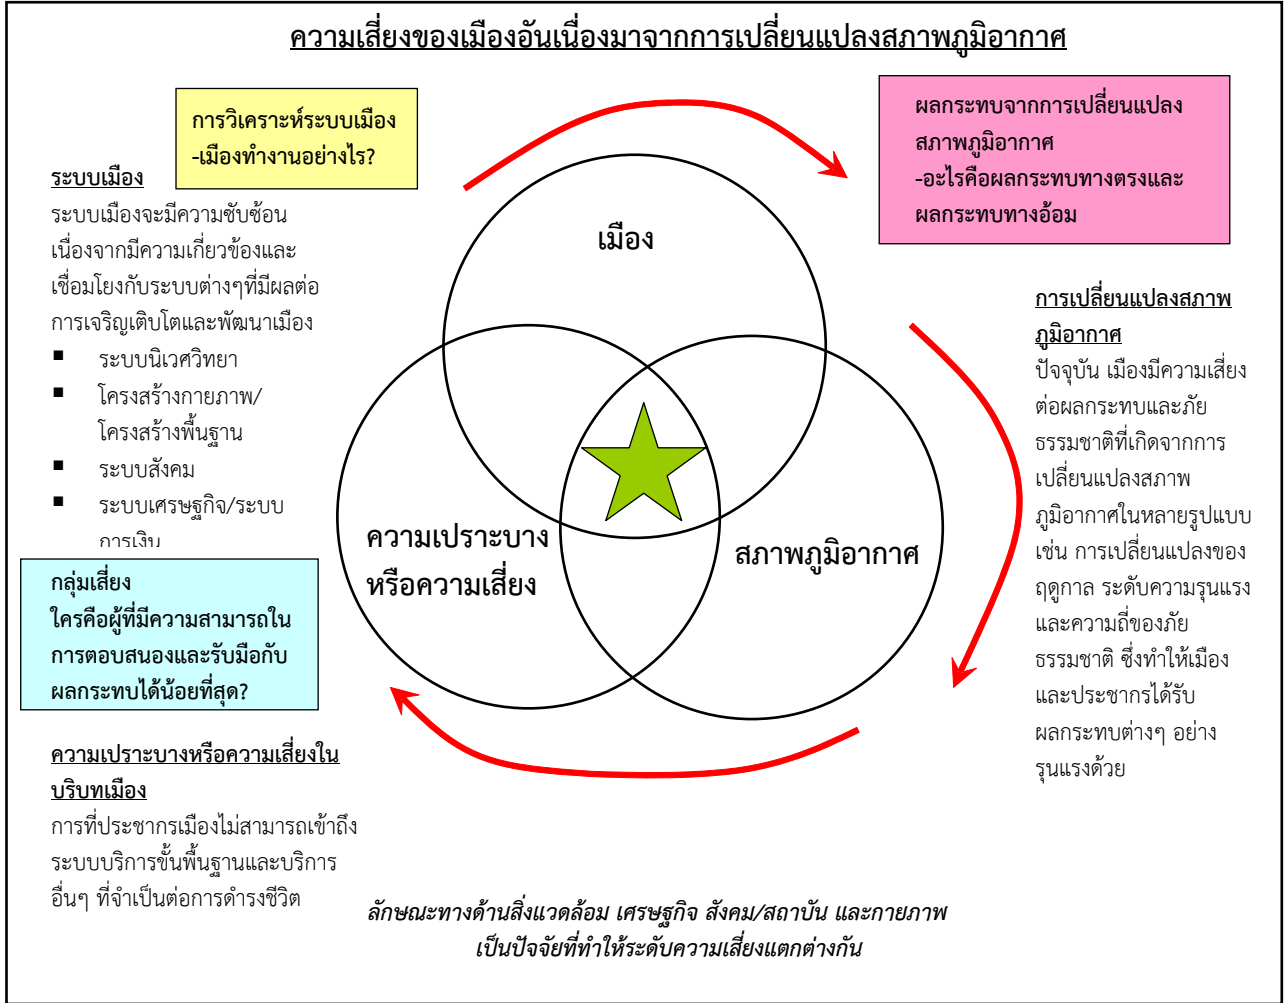 ความเสี่ยงของเมืองอันเนื่องมาจากการเปลี่ยนแปลงสภาพภูมิอากาศ
การวิเคราะห์ระบบเมือง
-เมืองทำงานอย่างไร?
ผลกระทบจากการเปลี่ยนแปลง
สภาพภูมิอากาศ
-อะไรคือผลกระทบทางตรงและ
ผลกระทบทางอ้อม
ระบบเมือง
ระบบเมืองจะมีความซับซ้อน
เนื่องจากมีความเกี่ยวข้องและ
เชื่อมโยงกับระบบต่างๆที่มีผลต่อ
การเจริญเติบโตและพัฒนาเมือง
▪ ระบบนิเวศวิทยา
▪ โครงสร้างกายภาพ/
โครงสร้างพื้นฐาน
▪ ระบบสังคม
▪ ระบบเศรษฐกิจ/ระบบ
การเงิน
เมือง
ความเปราะบาง
หรือความเสี่ยง
สภาพภูมิอากาศ
การเปลี่ยนแปลงสภาพ
ภูมิอากาศ
ปัจจุบัน เมืองมีความเสี่ยง
ต่อผลกระทบและภัย
ธรรมชาติที่เกิดจากการ
เปลี่ยนแปลงสภาพ
ภูมิอากาศในหลายรูปแบบ
เช่น การเปลี่ยนแปลงของ
ฤดูกาล ระดับความรุนแรง
และความถี่ของภัย
ธรรมชาติ ซึ่งทำให้เมือง
และประชากรได้รับ
ผลกระทบต่างๆ อย่าง
รุนแรงด้วย
กลุ่มเสี่ยง
ใครคือผู้ที่มีความสามารถใน
การตอบสนองและรับมือกับ
ผลกระทบได้น้อยที่สุด?
ความเปราะบางหรือความเสี่ยงใน
บริบทเมือง
การที่ประชากรเมืองไม่สามารถเข้าถึง
ระบบบริการขั้นพื้นฐานและบริการ
อื่นๆ ที่จำเป็นต่อการดำรงชีวิต
ลักษณะทางด้านสิ่งแวดล้อม เศรษฐกิจ สังคม/สถาบัน และกายภาพ
เป็นปัจจัยที่ทำให้ระดับความเสี่ยงแตกต่างกัน